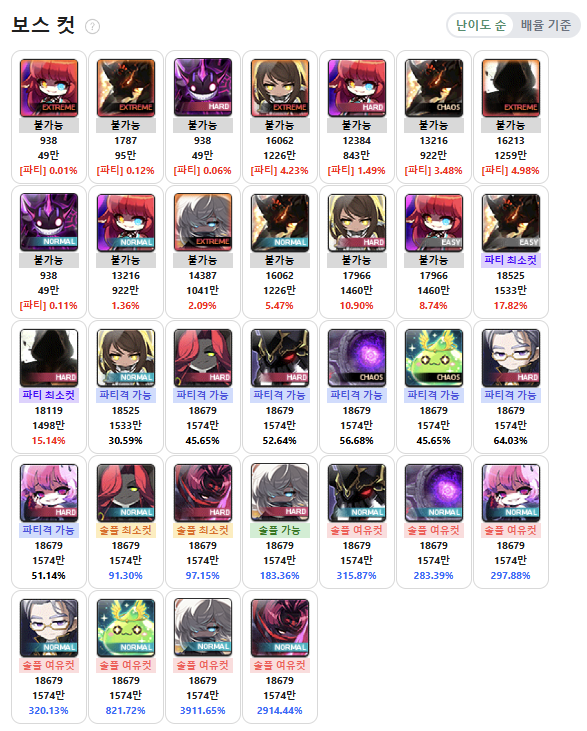 보스 컷 ?
난이도 순 배율 기준
EXTREME EXTREME HARD EXTREME HARD CHAOS EXTREME
불가능 불가능 불가능 불가능 불가능 불가능 불가능
938 1787 938 16062 12384 13216 16213
49만 95만 49만 1226만 843만 922만 1259만
[파티] 0.01% [파티] 0.12% [파티] 0.06% [파티] 4.23% [파티] 1.49% [파티] 3.48% [파티] 4.98%
NORMAL NORMAL EXTREME NORMAL HARD EASY EASY
불가능 불가능 불가능 불가능 불가능 불가능 파티 최소컷
938 13216 14387 16062 17966 17966 18525
49만 922만 1041만 1226만 1460만 1460만 1533만
[파티] 0.11% 1.36% 2.09% 5.47% 10.90% 8.74% 17.82%
HARD NORMAL HARD HARD CHAOS CHAOS HARD
파티 최소컷 파티격 가능 파티격 가능 파티격 가능 파티격 가능 파티격 가능 파티격 가능
18119 18525 18679 18679 18679 18679 18679
1498만 1533만 1574만 1574만 1574만 1574만 1574만
15.14% 30.59% 45.65% 52.64% 56.68% 45.65% 64.03%
HARD NORMAL HARD HARD NORMAL NORMAL NORMAL
파티격 가능 솔플 최소컷 솔플 최소컷 솔플 가능 솔플 여유컷 솔플 여유컷 솔플 여유컷
18679 18679 18679 18679 18679 18679 18679
1574만 1574만 1574만 1574만 1574만 1574만 1574만
51.14% 91.30% 97.15% 183.36% 315.87% 283.39% 297.88%
NORMAL NORMAL NORMAL NORMAL
솔플 여유컷 솔플 여유컷 솔플 여유컷 솔플 여유컷
18679 18679 18679 18679
1574만 1574만 1574만 1574만
320.13% 821.72% 3911.65% 2914.44%